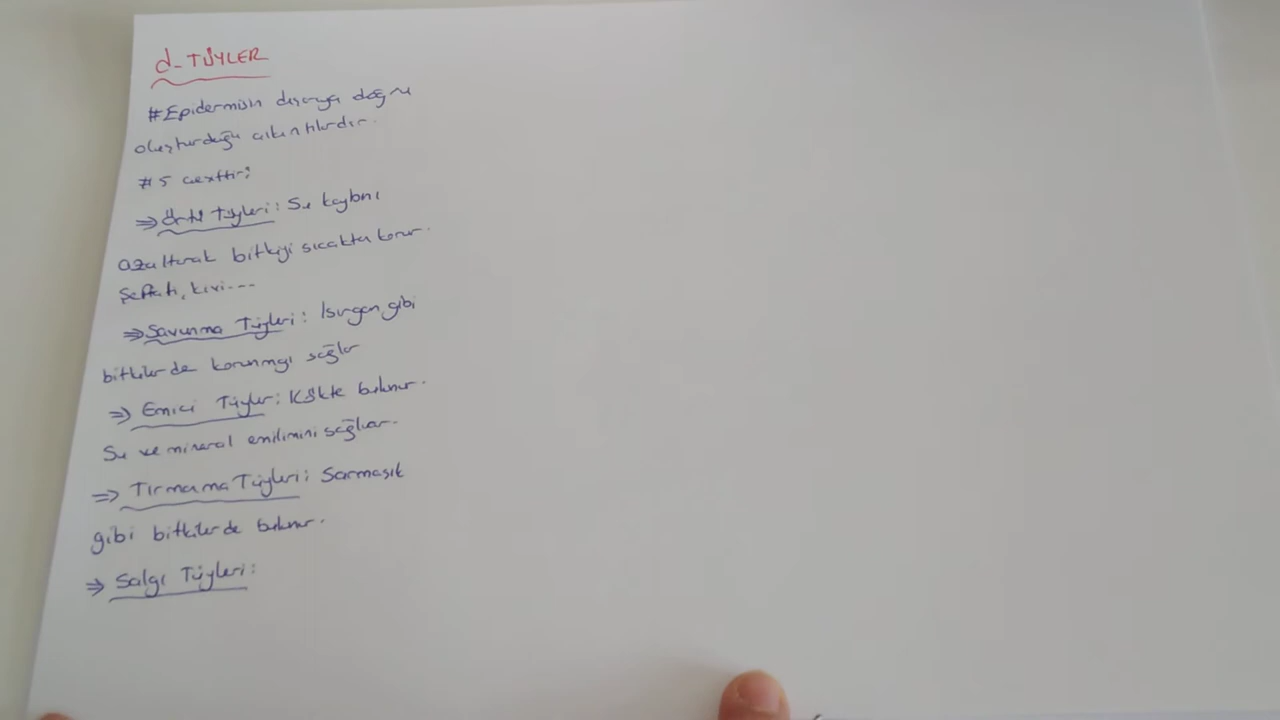 d- TÜYLER
# Epidermisin dışarıya doğru
oluşturduğu çıkıntılardır.
# 5 çeşittir:
⇒ Örtü Tüyleri: Su kaybını
azaltarak bitkiyi sıcakta korur.
Şeftali, kivi---
⇒ Savunma Tüyleri: Isırgan gibi
bitkilerde korunmayı sağlar
⇒ Emici Tüyler: Kökte bulunur.
Su ve mineral emilimini sağlar.
⇒ Tırmanma Tüyleri: Sarmaşık
gibi bitkilerde bulunur.
⇒ Salgı Tüyleri: